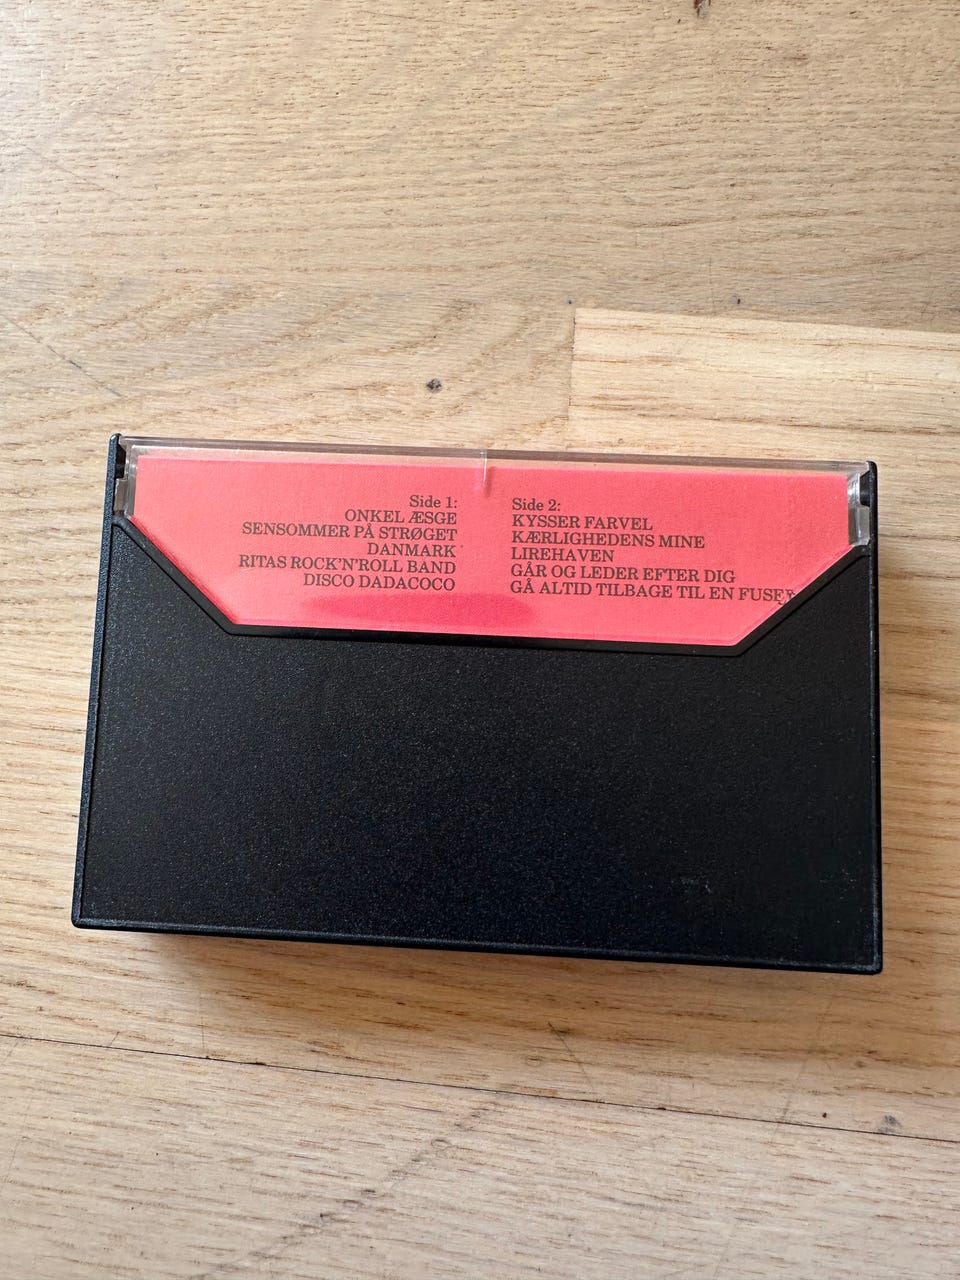 Side 1:
ONKEL ÆSGE
SENSOMMER PÅ STRØGET
DANMARK
RITAS ROCK'N'ROLL BAND
DISCO DADACOCO
Side 2:
KYSSER FARVEL
KÆRLIGHEDENS MINE
LIREHAVEN
GÅR OG LEDER EFTER DIG
GÅ ALTID TILBAGE TIL EN